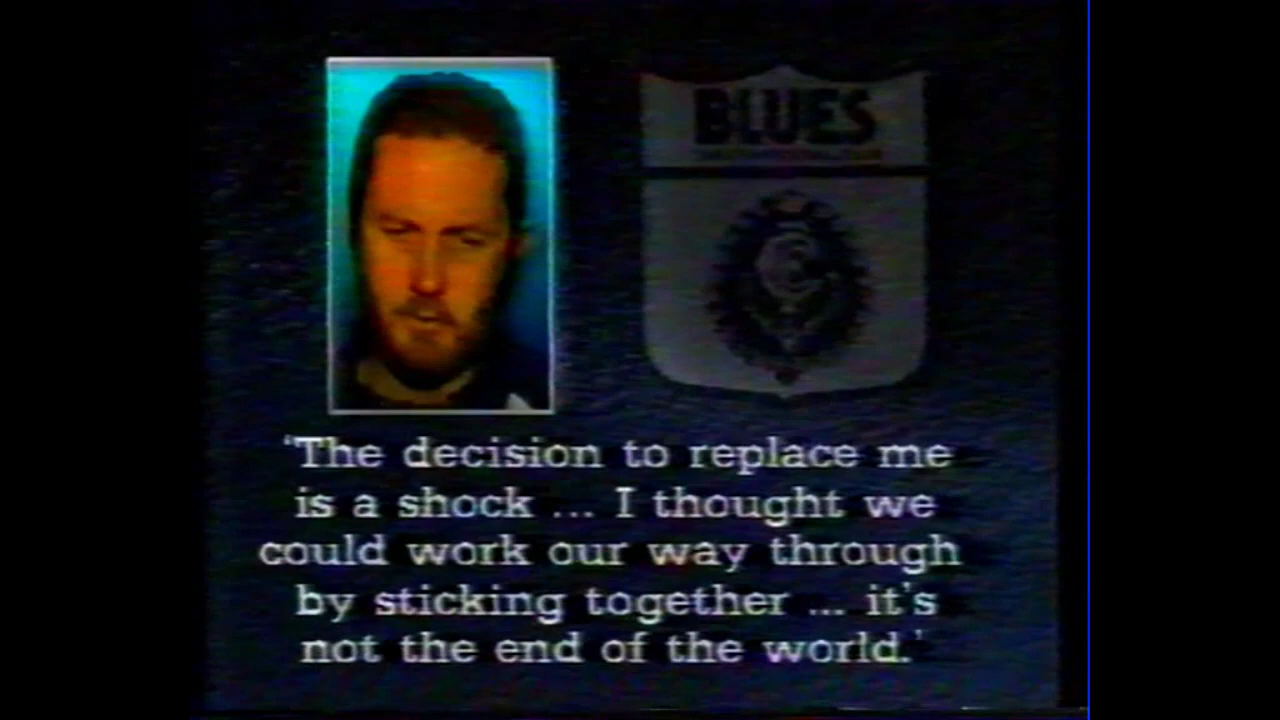 BLUES
'The decision to replace me
is a shock ... I thought we
could work our way through
by sticking together ... it's
not the end of the world.'